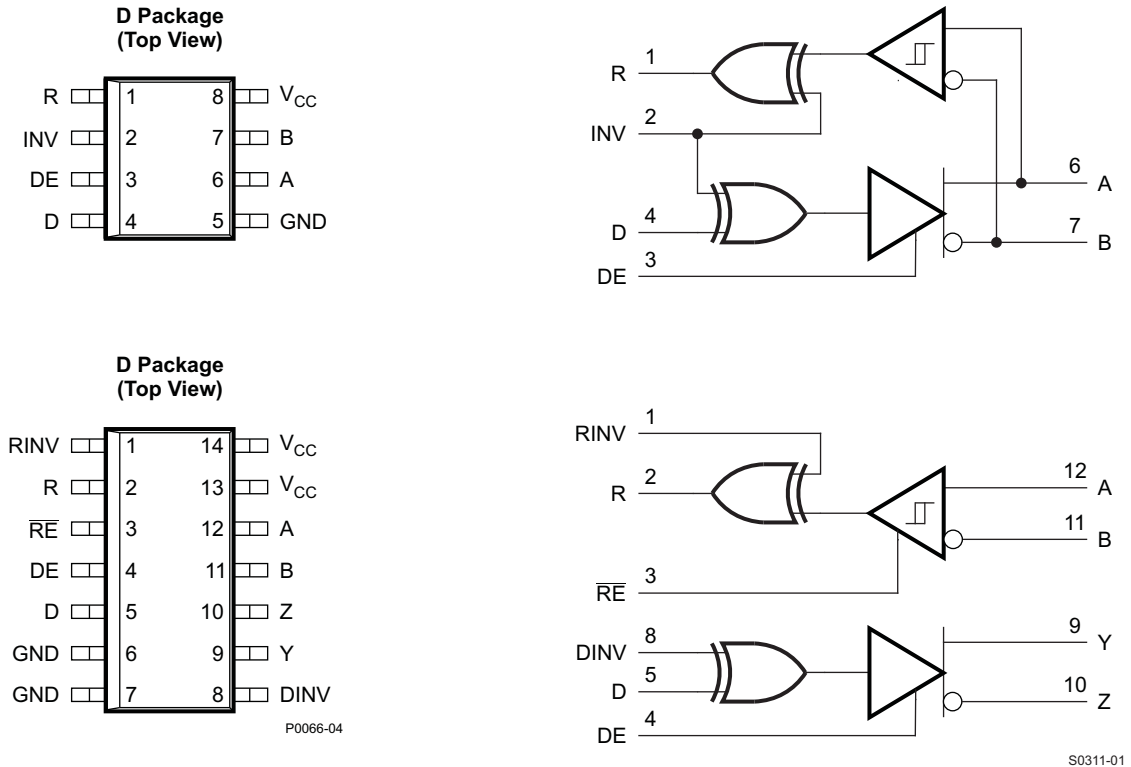 D Package
(Top View)
R 1 8 VCC
INV 2 7 B
DE 3 6 A
D 4 5 GND
1
R
2
INV
6
A
4
D
7
B
3
DE
D Package
(Top View)
RINV 1 14 VCC
R 2 13 VCC
RE 3 12 A
DE 4 11 B
D 5 10 Z
GND 6 9 Y
GND 7 8 DINV
P0066-04
1
RINV
2
R
12
A
11
B
3
RE
8
DINV
9
Y
5
D
10
Z
4
DE
S0311-01